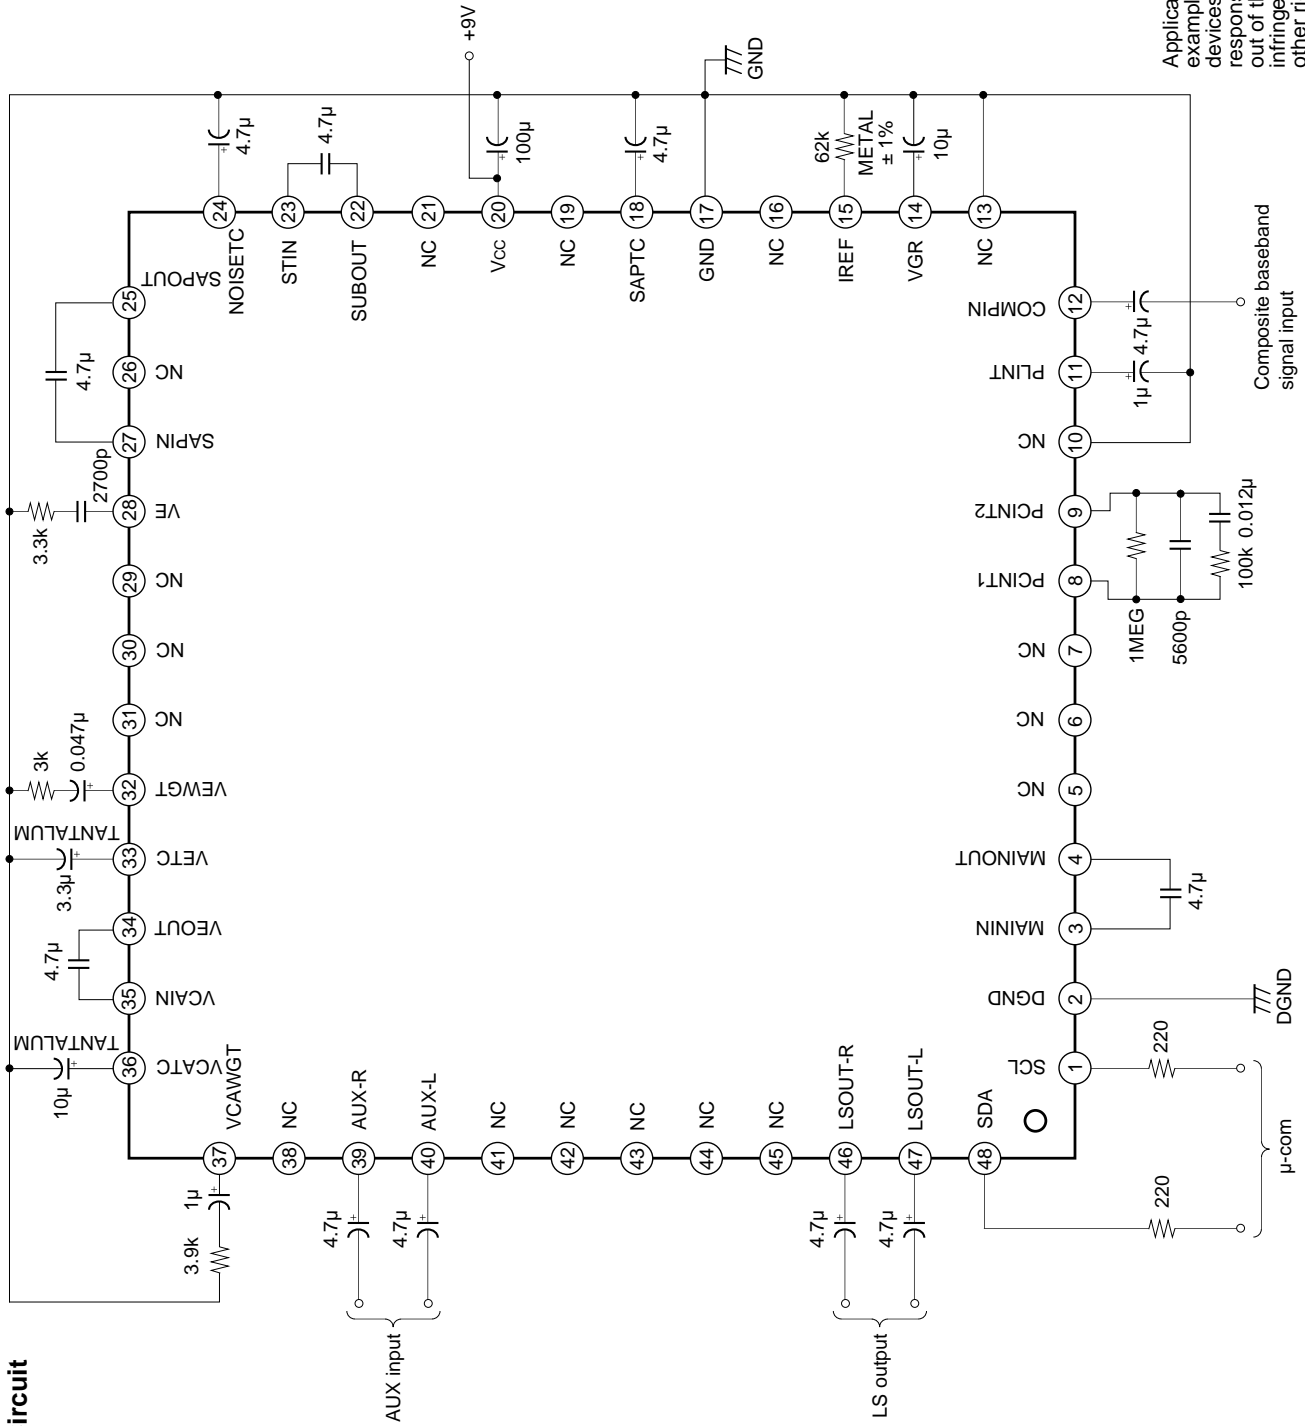 ircuit
+9V
GND
Applica
exampl
devices
respons
out of th
infringe
other ri
4.7µ
4.7µ
100µ
4.7µ
62k
METAL
± 1%
10µ
24
23
22
21
20
19
18
17
16
15
14
13
NOISETC
STIN
SUBOUT
NC
Vcc
NC
SAPTC
GND
NC
IREF
VGR
NC
25
SAPOUT
26
NC
27
SAPIN
4.7µ
28
VE
2700p
3.3k
29
NC
30
NC
31
NC
32
VEWGT
0.047µ
3k
33
VETC
TANTALUM
3.3µ
34
VEOUT
4.7µ
35
VCAIN
36
VCATC
TANTALUM
10µ
12
COMPIN
4.7µ
11
PLINT
1µ
10
NC
Composite baseband
signal input
9
PCINT2
8
PCINT1
1MEG
5600p
100k 0.012µ
7
NC
6
NC
5
NC
4
MAINOUT
3
MAININ
4.7µ
2
DGND
DGND
1
SCL
220
220
µ-com
VCAWGT
NC
AUX-R
AUX-L
NC
NC
NC
NC
NC
LSOUT-R
LSOUT-L
SDA
37
38
39
40
41
42
43
44
45
46
47
48
1µ
3.9k
4.7µ
4.7µ
AUX input
4.7µ
4.7µ
LS output